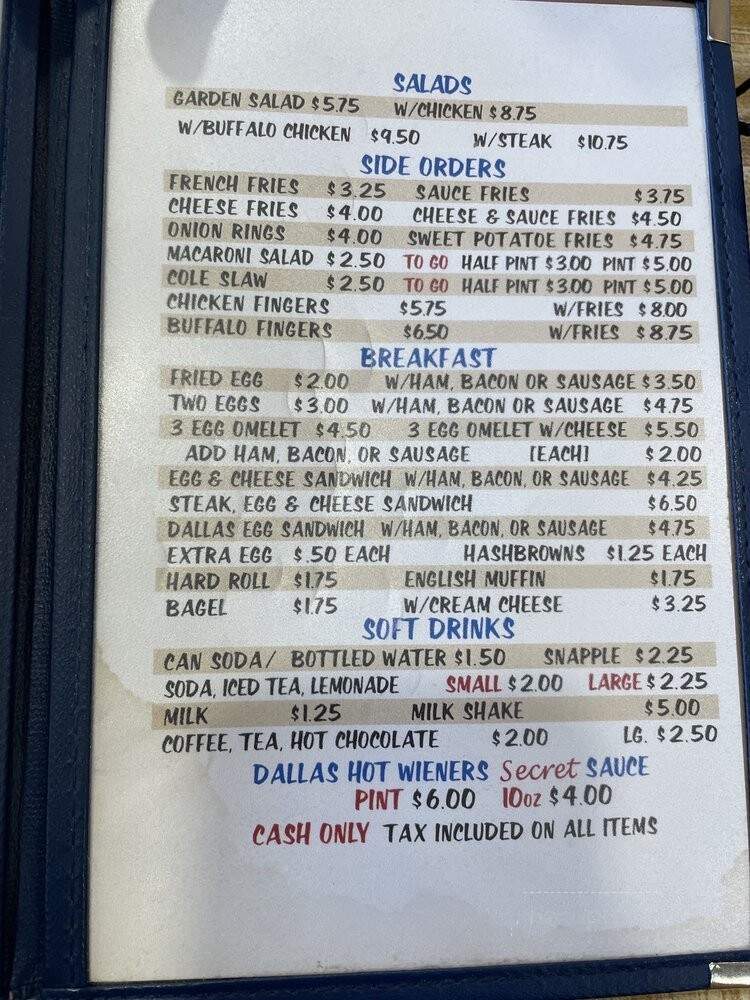 SALADS
GARDEN SALAD $5.75 W/CHICKEN $8.75
W/BUFFALO CHICKEN $9.50 W/STEAK $10.75
SIDE ORDERS
FRENCH FRIES $3.25 SAUCE FRIES $3.75
CHEESE FRIES $4.00 CHEESE & SAUCE FRIES $4.50
ONION RINGS $4.00 SWEET POTATOE FRIES $4.75
MACARONI SALAD $2.50 TO GO HALF PINT $3.00 PINT $5.00
COLE SLAW $2.50 TO GO HALF PINT $3.00 PINT $5.00
CHICKEN FINGERS $5.75 W/FRIES $8.00
BUFFALO FINGERS $6.50 W/FRIES $8.75
BREAKFAST
FRIED EGG $2.00 W/HAM, BACON OR SAUSAGE $3.50
TWO EGGS $3.00 W/HAM, BACON OR SAUSAGE $4.75
3 EGG OMELET $4.50 3 EGG OMELET W/CHEESE $5.50
ADD HAM, BACON, OR SAUSAGE [EACH] $2.00
EGG & CHEESE SANDWICH W/HAM, BACON, OR SAUSAGE $4.25
STEAK, EGG & CHEESE SANDWICH $6.50
DALLAS EGG SANDWICH W/HAM, BACON, OR SAUSAGE $4.75
EXTRA EGG $.50 EACH HASHBROWNS $1.25 EACH
HARD ROLL $1.75 ENGLISH MUFFIN $1.75
BAGEL $1.75 W/CREAM CHEESE $3.25
SOFT DRINKS
CAN SODA/ BOTTLED WATER $1.50 SNAPPLE $2.25
SODA, ICED TEA, LEMONADE SMALL $2.00 LARGE $2.25
MILK $1.25 MILK SHAKE $5.00
COFFEE, TEA, HOT CHOCOLATE $2.00 LG. $2.50
DALLAS HOT WIENERS Secret SAUCE
PINT $6.00 10oz $4.00
CASH ONLY TAX INCLUDED ON ALL ITEMS